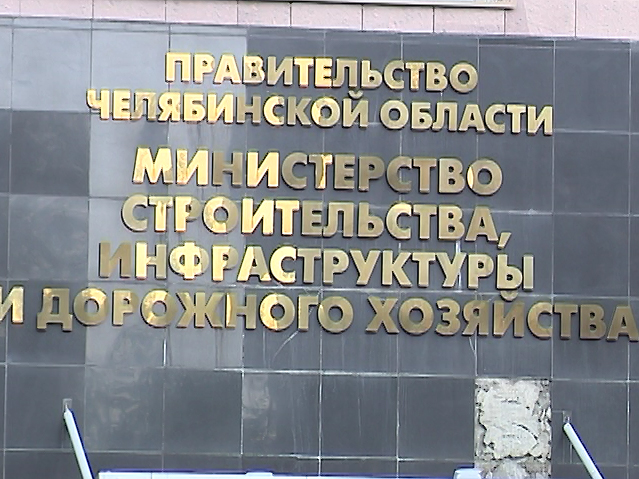 ПРАВИТЕЛЬСТВО
ЧЕЛЯБИНСКОЙ ОБЛАСТИ
МИНИСТЕРСТВО
СТРОИТЕЛЬСТВА,
ИНФРАСТРУКТУРЫ
И ДОРОЖНОГО ХОЗЯЙСТВА